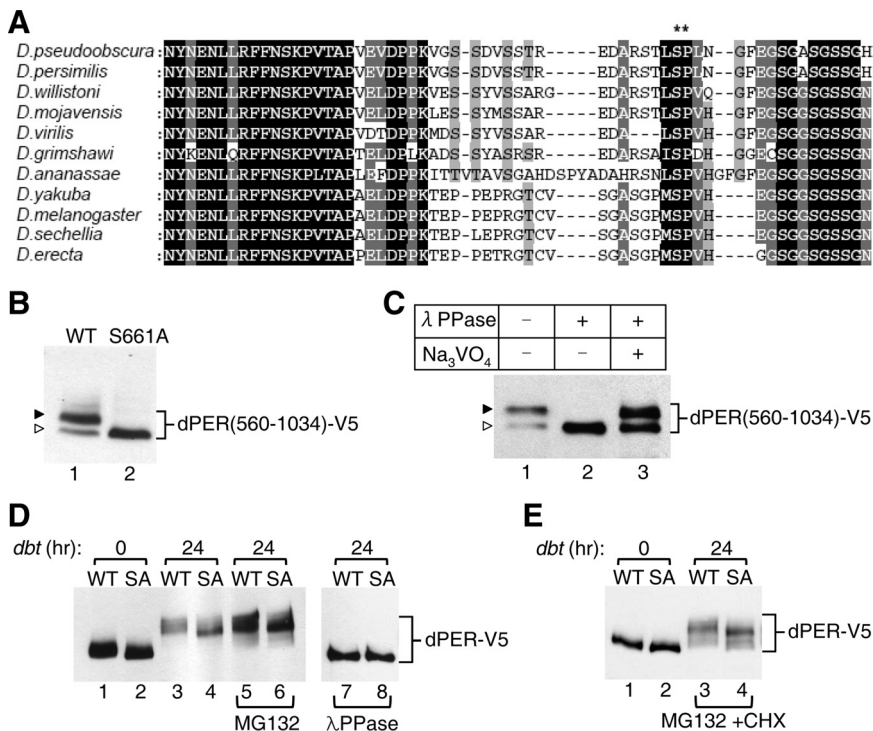 A
**
D.pseudoobscura :NYNENLLRFFNSKPVTAPVEVDPPKVGS-SDVSSTR-----EDARSTLSPLN--GFEGSGASGSSGH
D.persimilis :NYNENLLRFFNSKPVTAPVEVDPPKVGS-SDVSSTR-----EDARSTLSPLN--GFEGSGASGSSGH
D.willistoni :NYNENLLRFFNSKPVTAPVELDPPKVES-SYVSSARG----EDARSTLSPVQ--GFEGSGGSGSSGN
D.mojavensis :NYNENLLRFFNSKPVTAPVELDPPKLES-SYMSSAR-----EDARSTLSPVH--GFEGSGGSGSSGN
D.virilis :NYNENLLRFFNSKPVTAPVDTDPPKMDS-SYVSSAR-----EDA---LSPVH--GFEGSGGSGSSGN
D.grimshawi :NYKENLQRFFNSKPVTAPTELDPLKADS-SYASRSR-----EDARSAISPDH--GGECSGGSGSSGN
D.ananassae :NYNENLLRFFNSKPLTAPLEFDPPKITTTVTAVSGAHDSPYADAHRSNLSPVHGFGFEGSGGSGSSGN
D.yakuba :NYNENLLRFFNSKPVTAPAELDPPKTEP-PEPRGTCV----SGASGPMSPVH----EGSGGSGSSGN
D.melanogaster :NYNENLLRFFNSKPVTAPAELDPPKTEP-PEPRGTCV----SGASGPMSPVH----EGSGGSGSSGN
D.sechellia :NYNENLLRFFNSKPVTAPAELDPPKTEP-LEPRGTCV----SGASGPMSPVH----EGSGGSGSSGN
D.erecta :NYNENLLRFFNSKPVTAPPELDPPKTEP-PETRGTCV----SGASGPMSPVH----GGSGGSGSSGN
B
WT S661A
dPER(560-1034)-V5
1 2
C
λ PPase – + +
Na3VO4 – – +
dPER(560-1034)-V5
1 2 3
D
dbt (hr): 0 24 24 24
WT SA WT SA WT SA WT SA
dPER-V5
1 2 3 4 5 6 7 8
MG132 λPPase
E
dbt (hr): 0 24
WT SA WT SA
dPER-V5
1 2 3 4
MG132 +CHX